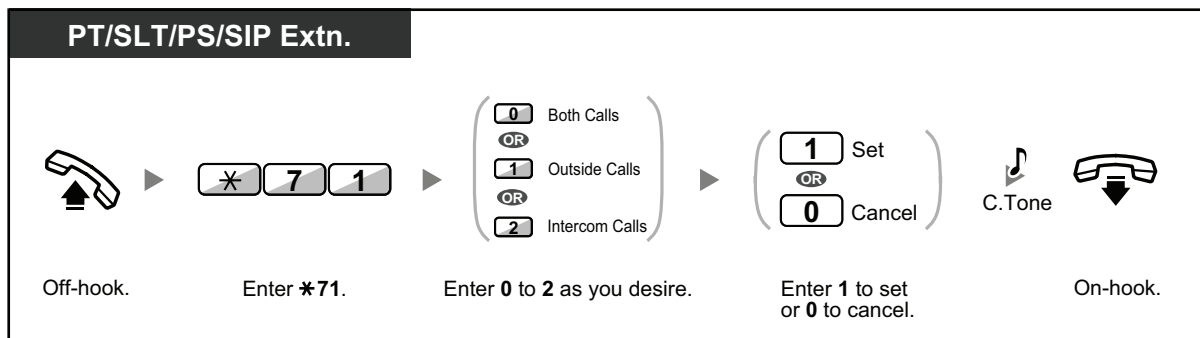 PT/SLT/PS/SIP Extn.
0 Both Calls
OR
1 Outside Calls
OR
2 Intercom Calls
✳ 7 1
1 Set
OR
0 Cancel
C.Tone
Off-hook.
Enter ✳71.
Enter 0 to 2 as you desire.
Enter 1 to set
or 0 to cancel.
On-hook.